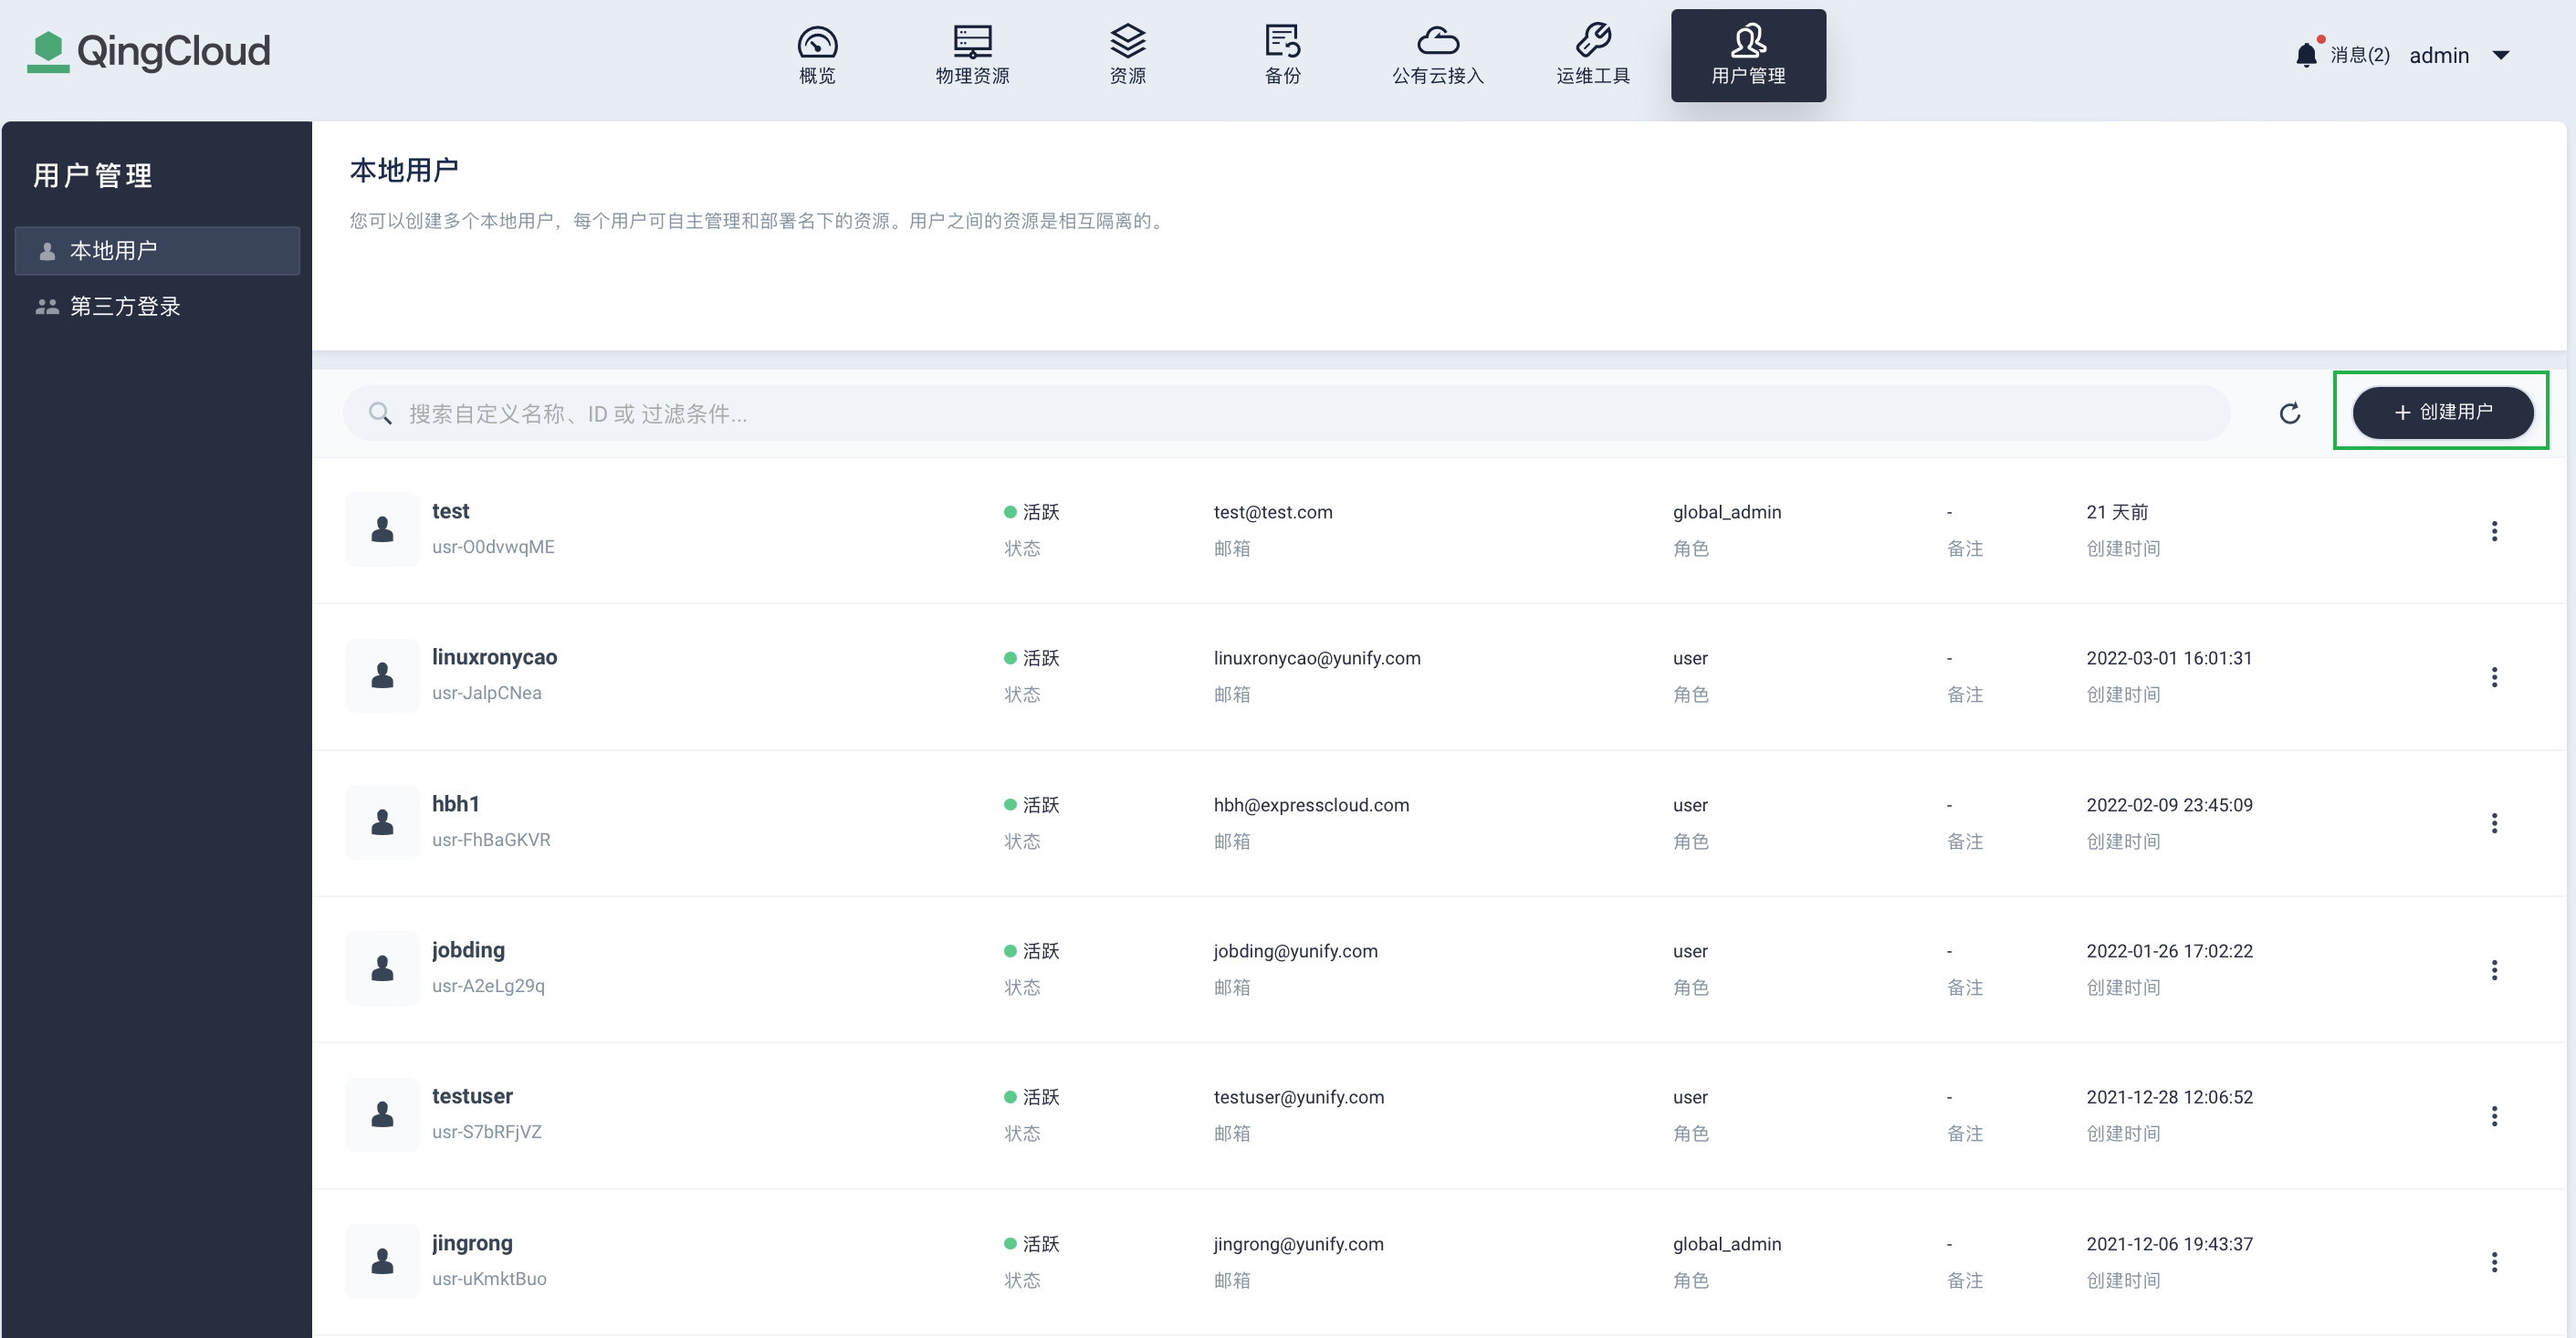 QingCloud
概览
物理资源
资源
备份
公有云接入
运维工具
用户管理
消息(2)
admin
用户管理
本地用户
第三方登录
本地用户
您可以创建多个本地用户，每个用户可自主管理和部署名下的资源。用户之间的资源是相互隔离的。
搜索自定义名称、ID 或 过滤条件...
+ 创建用户
test 活跃 test@test.com global_admin - 21 天前
usr-O0dvwqME 状态 邮箱 角色 备注 创建时间
linuxronycao 活跃 linuxronycao@yunify.com user - 2022-03-01 16:01:31
usr-JalpCNea 状态 邮箱 角色 备注 创建时间
hbh1 活跃 hbh@expresscloud.com user - 2022-02-09 23:45:09
usr-FhBaGKVR 状态 邮箱 角色 备注 创建时间
jobding 活跃 jobding@yunify.com user - 2022-01-26 17:02:22
usr-A2eLg29q 状态 邮箱 角色 备注 创建时间
testuser 活跃 testuser@yunify.com user - 2021-12-28 12:06:52
usr-S7bRFjVZ 状态 邮箱 角色 备注 创建时间
jingrong 活跃 jingrong@yunify.com global_admin - 2021-12-06 19:43:37
usr-uKmktBuo 状态 邮箱 角色 备注 创建时间